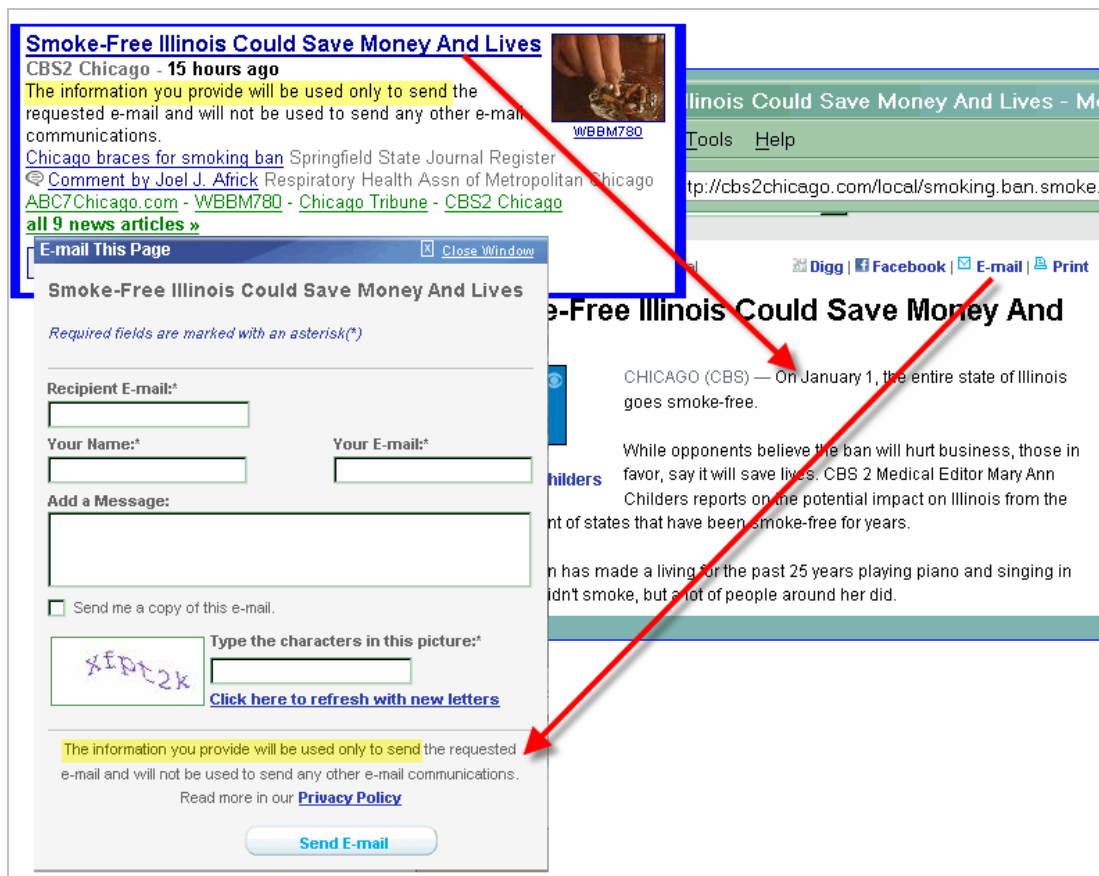 Smoke-Free Illinois Could Save Money And Lives
CBS2 Chicago - 15 hours ago
The information you provide will be used only to send the
requested e-mail and will not be used to send any other e-mail
communications.
WBBM780
Chicago braces for smoking ban Springfield State Journal Register
Comment by Joel J. Africk Respiratory Health Assn of Metropolitan Chicago
ABC7Chicago.com - WBBM780 - Chicago Tribune - CBS2 Chicago
all 9 news articles »
llinois Could Save Money And Lives - M
Tools Help
tp://cbs2chicago.com/local/smoking.ban.smoke.
Digg | Facebook | E-mail | Print
e-Free Illinois Could Save Money And
CHICAGO (CBS) — On January 1, the entire state of Illinois
goes smoke-free.
While opponents believe the ban will hurt business, those in
favor, say it will save lives. CBS 2 Medical Editor Mary Ann
Childers reports on the potential impact on Illinois from the
nt of states that have been smoke-free for years.
hilders
n has made a living for the past 25 years playing piano and singing in
idn't smoke, but a lot of people around her did.
E-mail This Page
X Close Window
Smoke-Free Illinois Could Save Money And Lives
Required fields are marked with an asterisk(*)
Recipient E-mail:*
Your Name:* Your E-mail:*
Add a Message:
Send me a copy of this e-mail.
xfpt2k
Type the characters in this picture:*
Click here to refresh with new letters
The information you provide will be used only to send the requested
e-mail and will not be used to send any other e-mail communications.
Read more in our Privacy Policy
Send E-mail